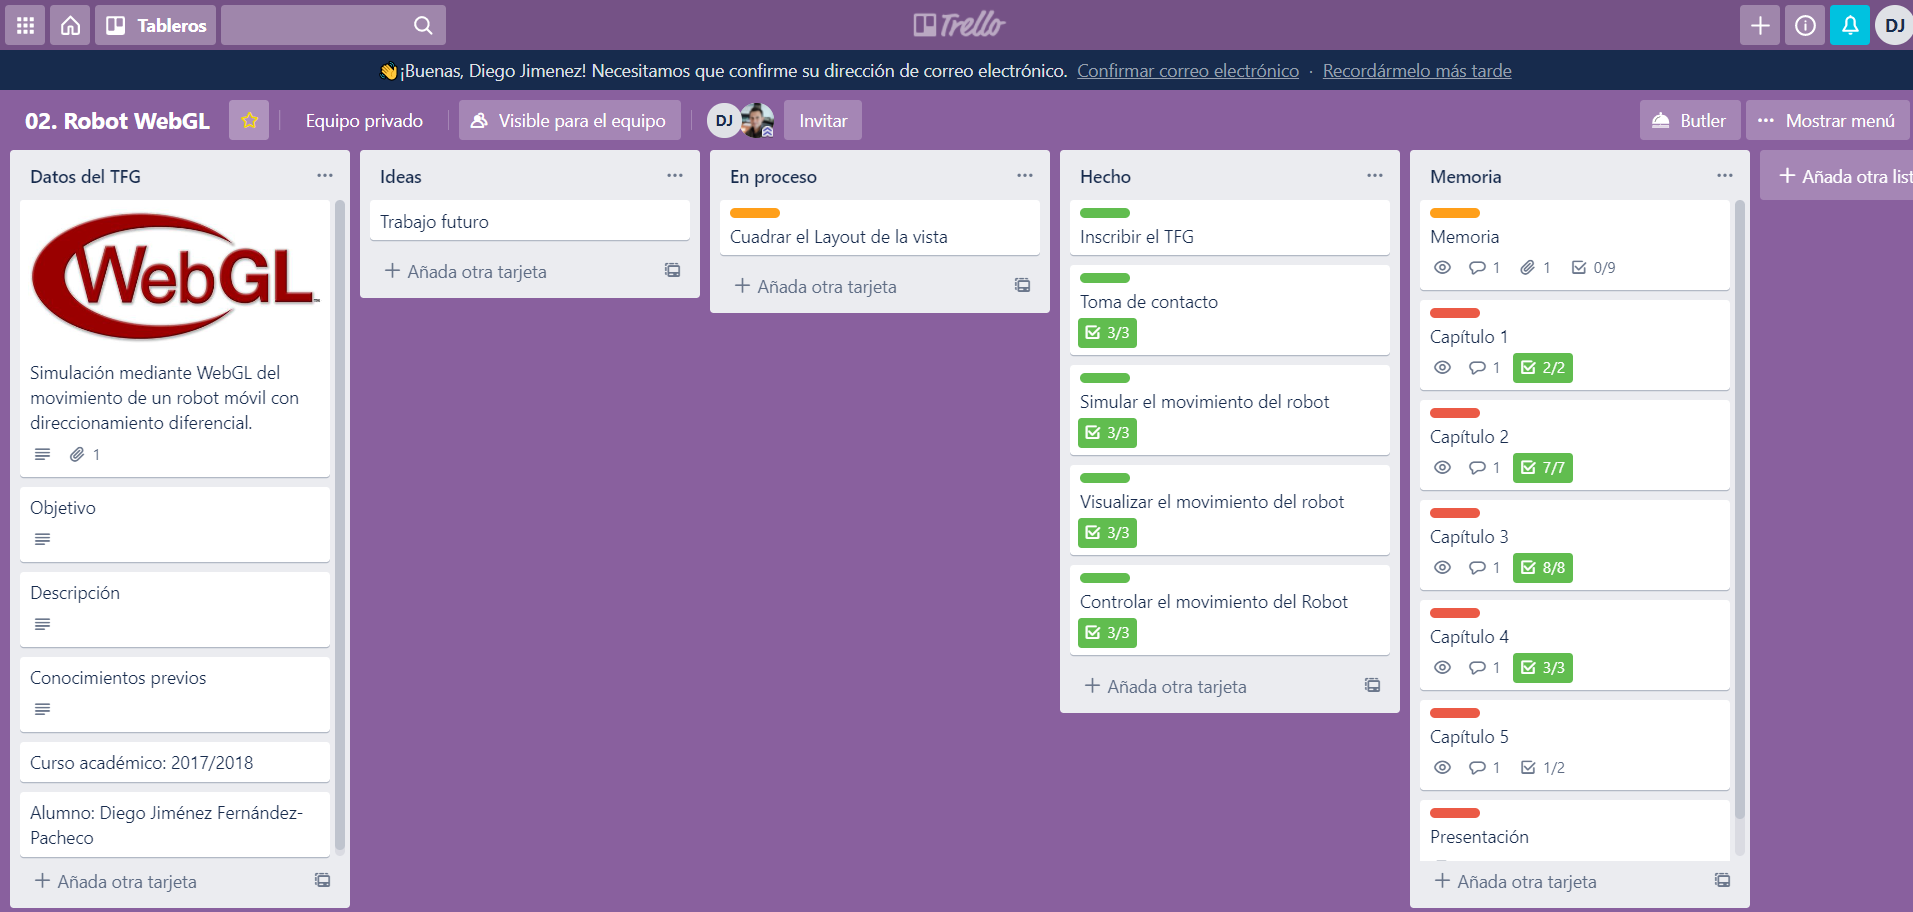 Tableros
Trello
DJ
👋¡Buenas, Diego Jimenez! Necesitamos que confirme su dirección de correo electrónico. Confirmar correo electrónico · Recordármelo más tarde
02. Robot WebGL
Equipo privado
Visible para el equipo
DJ
Invitar
Butler
Mostrar menú
Datos del TFG
WebGL
Simulación mediante WebGL del
movimiento de un robot móvil con
direccionamiento diferencial.
1
Objetivo
Descripción
Conocimientos previos
Curso académico: 2017/2018
Alumno: Diego Jiménez Fernández-
Pacheco
+ Añada otra tarjeta
Ideas
Trabajo futuro
+ Añada otra tarjeta
En proceso
Cuadrar el Layout de la vista
+ Añada otra tarjeta
Hecho
Inscribir el TFG
Toma de contacto
3/3
Simular el movimiento del robot
3/3
Visualizar el movimiento del robot
3/3
Controlar el movimiento del Robot
3/3
+ Añada otra tarjeta
Memoria
Memoria
1 1 0/9
Capítulo 1
1 2/2
Capítulo 2
1 7/7
Capítulo 3
1 8/8
Capítulo 4
1 3/3
Capítulo 5
1 1/2
Presentación
+ Añada otra tarjeta
+ Añada otra list